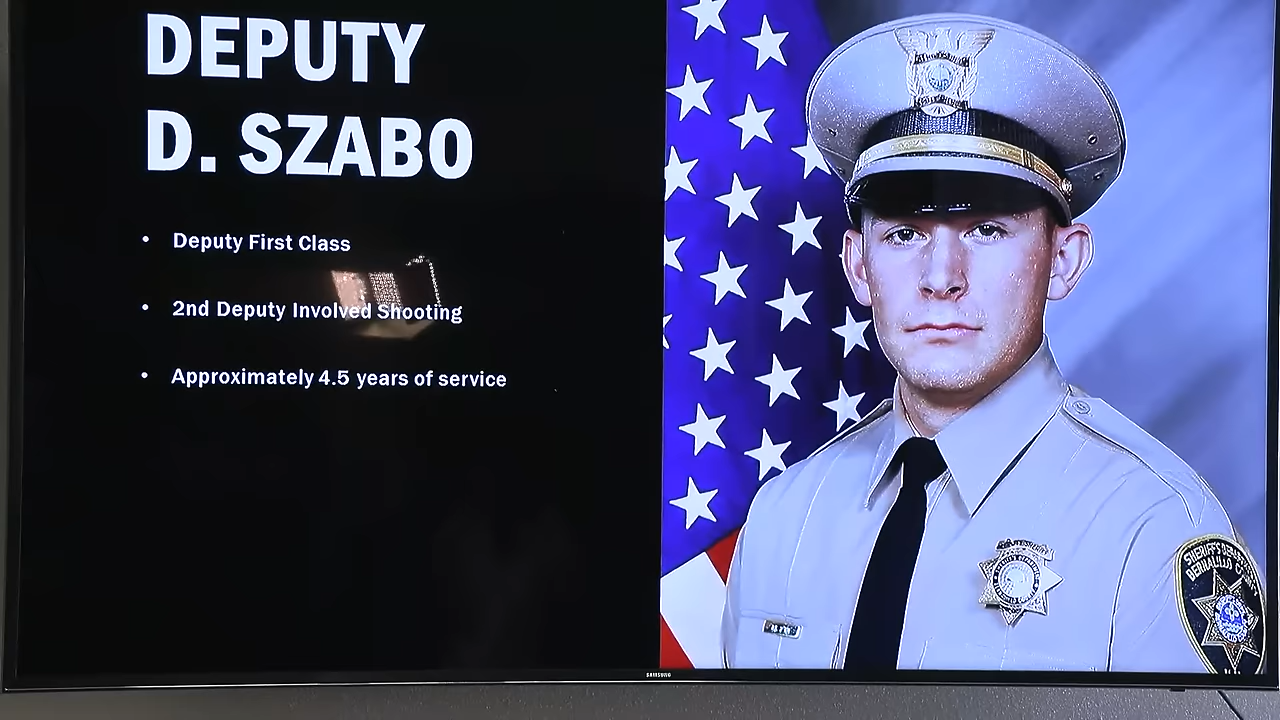 DEPUTY
D. SZABO
• Deputy First Class
• 2nd Deputy Involved Shooting
• Approximately 4.5 years of service
SAMSUNG